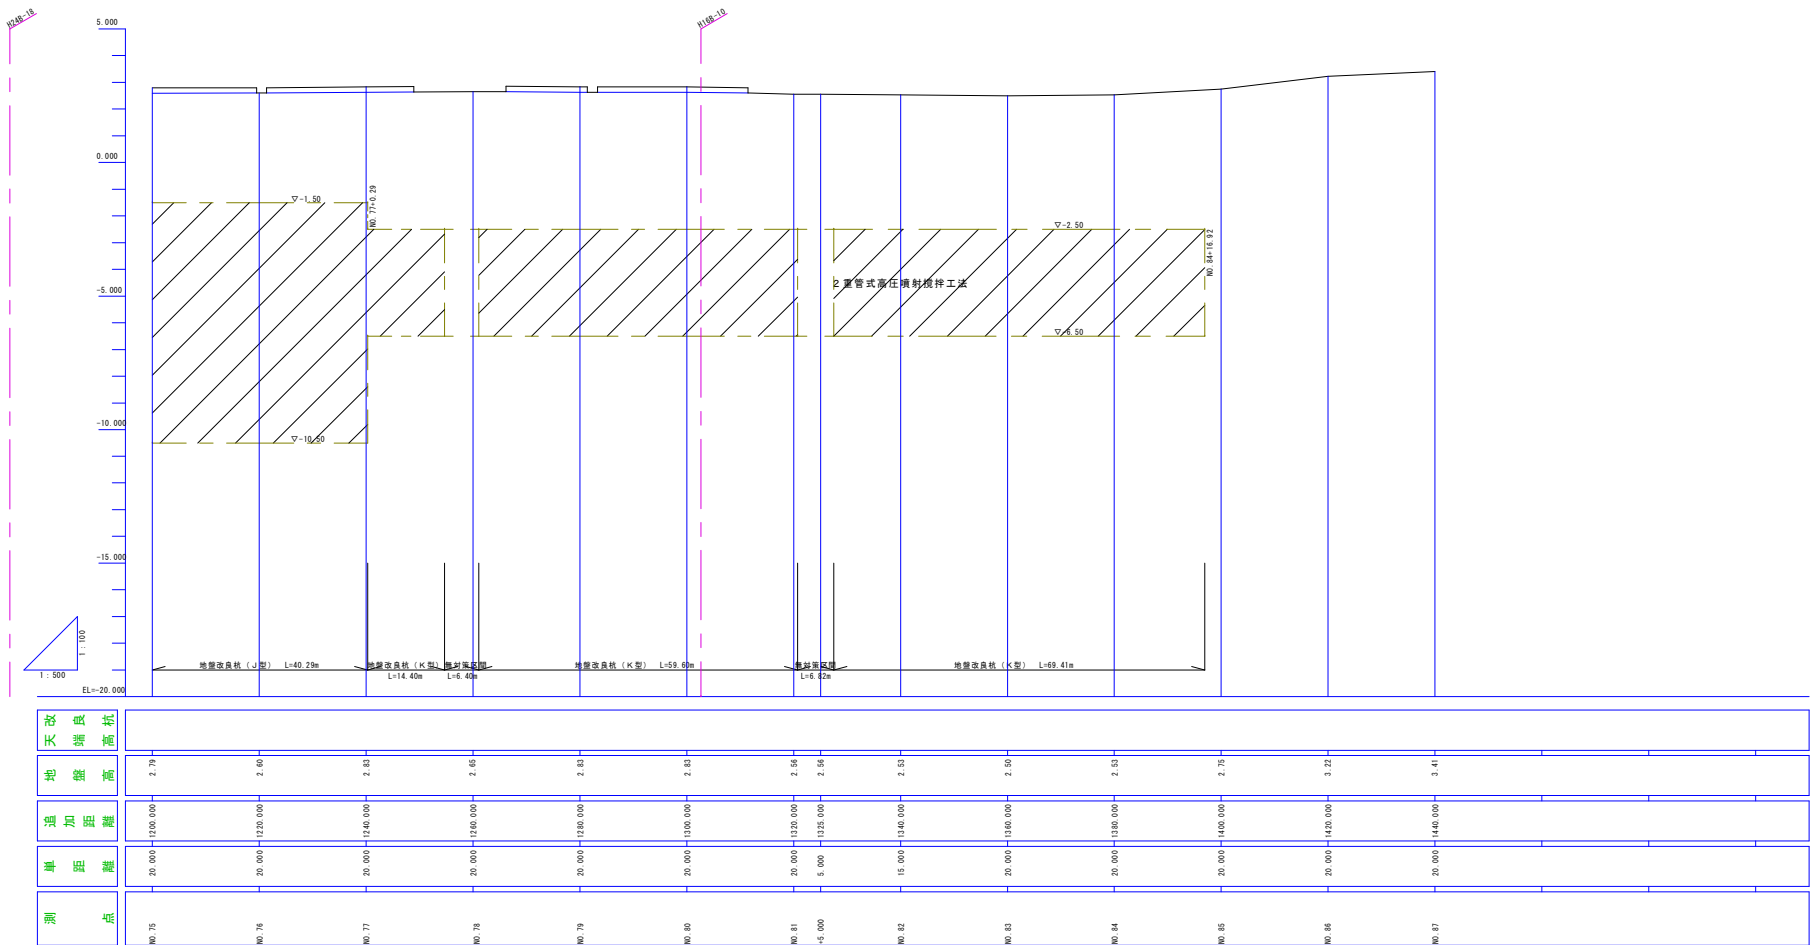 H24B-18
H16B-10
5.000
0.000
-5.000
-10.000
-15.000
EL=-20.000
1:100
1:500
▽-1.50
NO.77+0.29
▽-2.50
NO.84+16.92
2重管式高圧噴射撹拌工法
▽-6.50
▽-10.50
地盤改良杭（J型） L=40.29m
地盤改良杭（K型）
L=14.40m
無対策区間
L=6.40m
地盤改良杭（K型） L=59.60m
無対策区間
L=6.82m
地盤改良杭（K型） L=69.41m
改良杭
天端高
地盤高
2.79 2.60 2.83 2.65 2.83 2.83 2.56 2.56 2.53 2.50 2.53 2.75 3.22 3.41
追加距離
1200.000 1220.000 1240.000 1260.000 1280.000 1300.000 1320.000 1325.000 1340.000 1360.000 1380.000 1400.000 1420.000 1440.000
単距離
20.000 20.000 20.000 20.000 20.000 20.000 20.000 5.000 15.000 20.000 20.000 20.000 20.000 20.000
測点
NO.75 NO.76 NO.77 NO.78 NO.79 NO.80 NO.81 +5.000 NO.82 NO.83 NO.84 NO.85 NO.86 NO.87